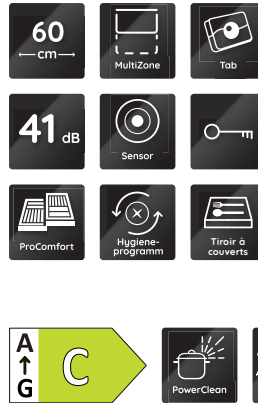 60
cm
MultiZone
Tab
41 dB
Sensor
ProComfort
Hygiene-
programm
Tiroir à
couverts
A
G
C
PowerClean